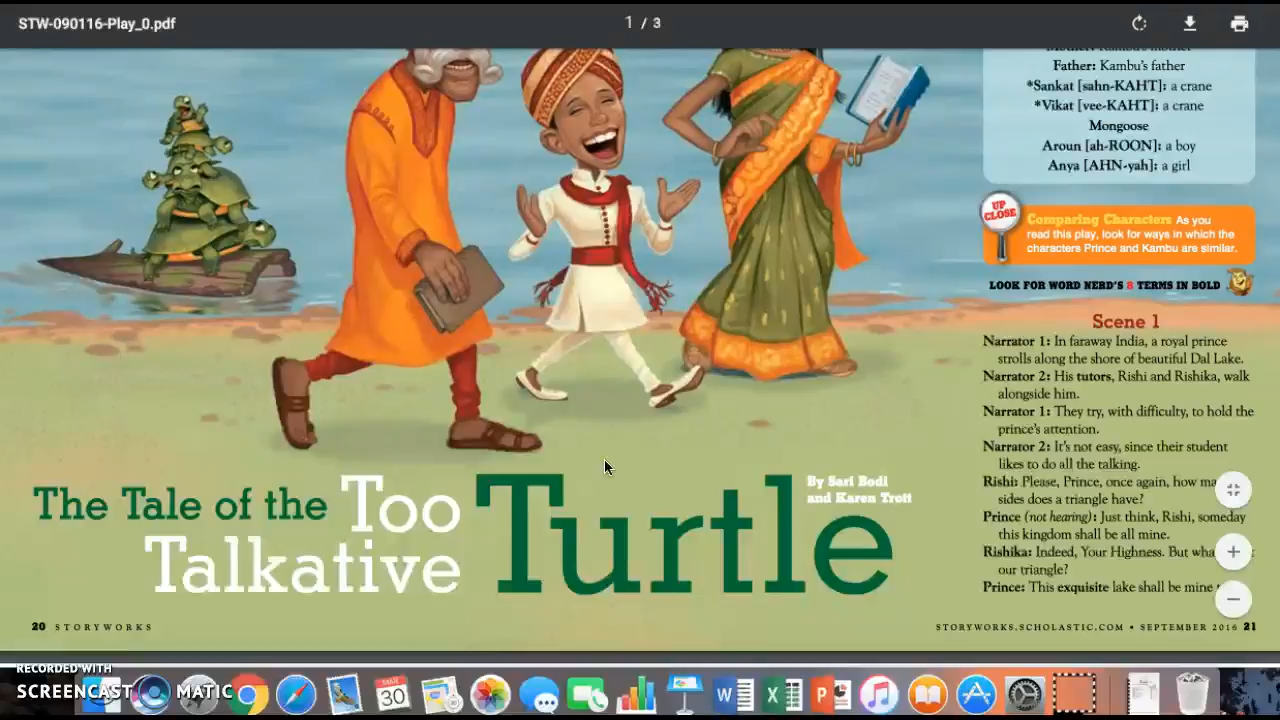 STW-090116-Play_0.pdf
1 / 3
Father: Kambu's father
*Sankat [sahn-KAHT]: a crane
*Vikat [vee-KAHT]: a crane
Mongoose
Aroun [ah-ROON]: a boy
Anya [AHN-yah]: a girl
UP CLOSE
Comparing Characters As you
read this play, look for ways in which the
characters Prince and Kambu are similar.
LOOK FOR WORD NERD'S 8 TERMS IN BOLD
Scene 1
Narrator 1: In faraway India, a royal prince
strolls along the shore of beautiful Dal Lake.
Narrator 2: His tutors, Rishi and Rishika, walk
alongside him.
Narrator 1: They try, with difficulty, to hold the
prince's attention.
Narrator 2: It's not easy, since their student
likes to do all the talking.
Rishi: Please, Prince, once again, how
sides does a triangle have?
Prince (not hearing): Just think, Rishi, someday
this kingdom shall be all mine.
Rishika: Indeed, Your Highness. But
our triangle?
Prince: This exquisite lake shall be mine
The Tale of the Too
Talkative Turtle
By Sari Bodi
and Karen Trott
20 STORYWORKS
STORYWORKS.SCHOLASTIC.COM • SEPTEMBER 2016 21
RECORDED WITH
SCREENCAST MATIC
MAR
30